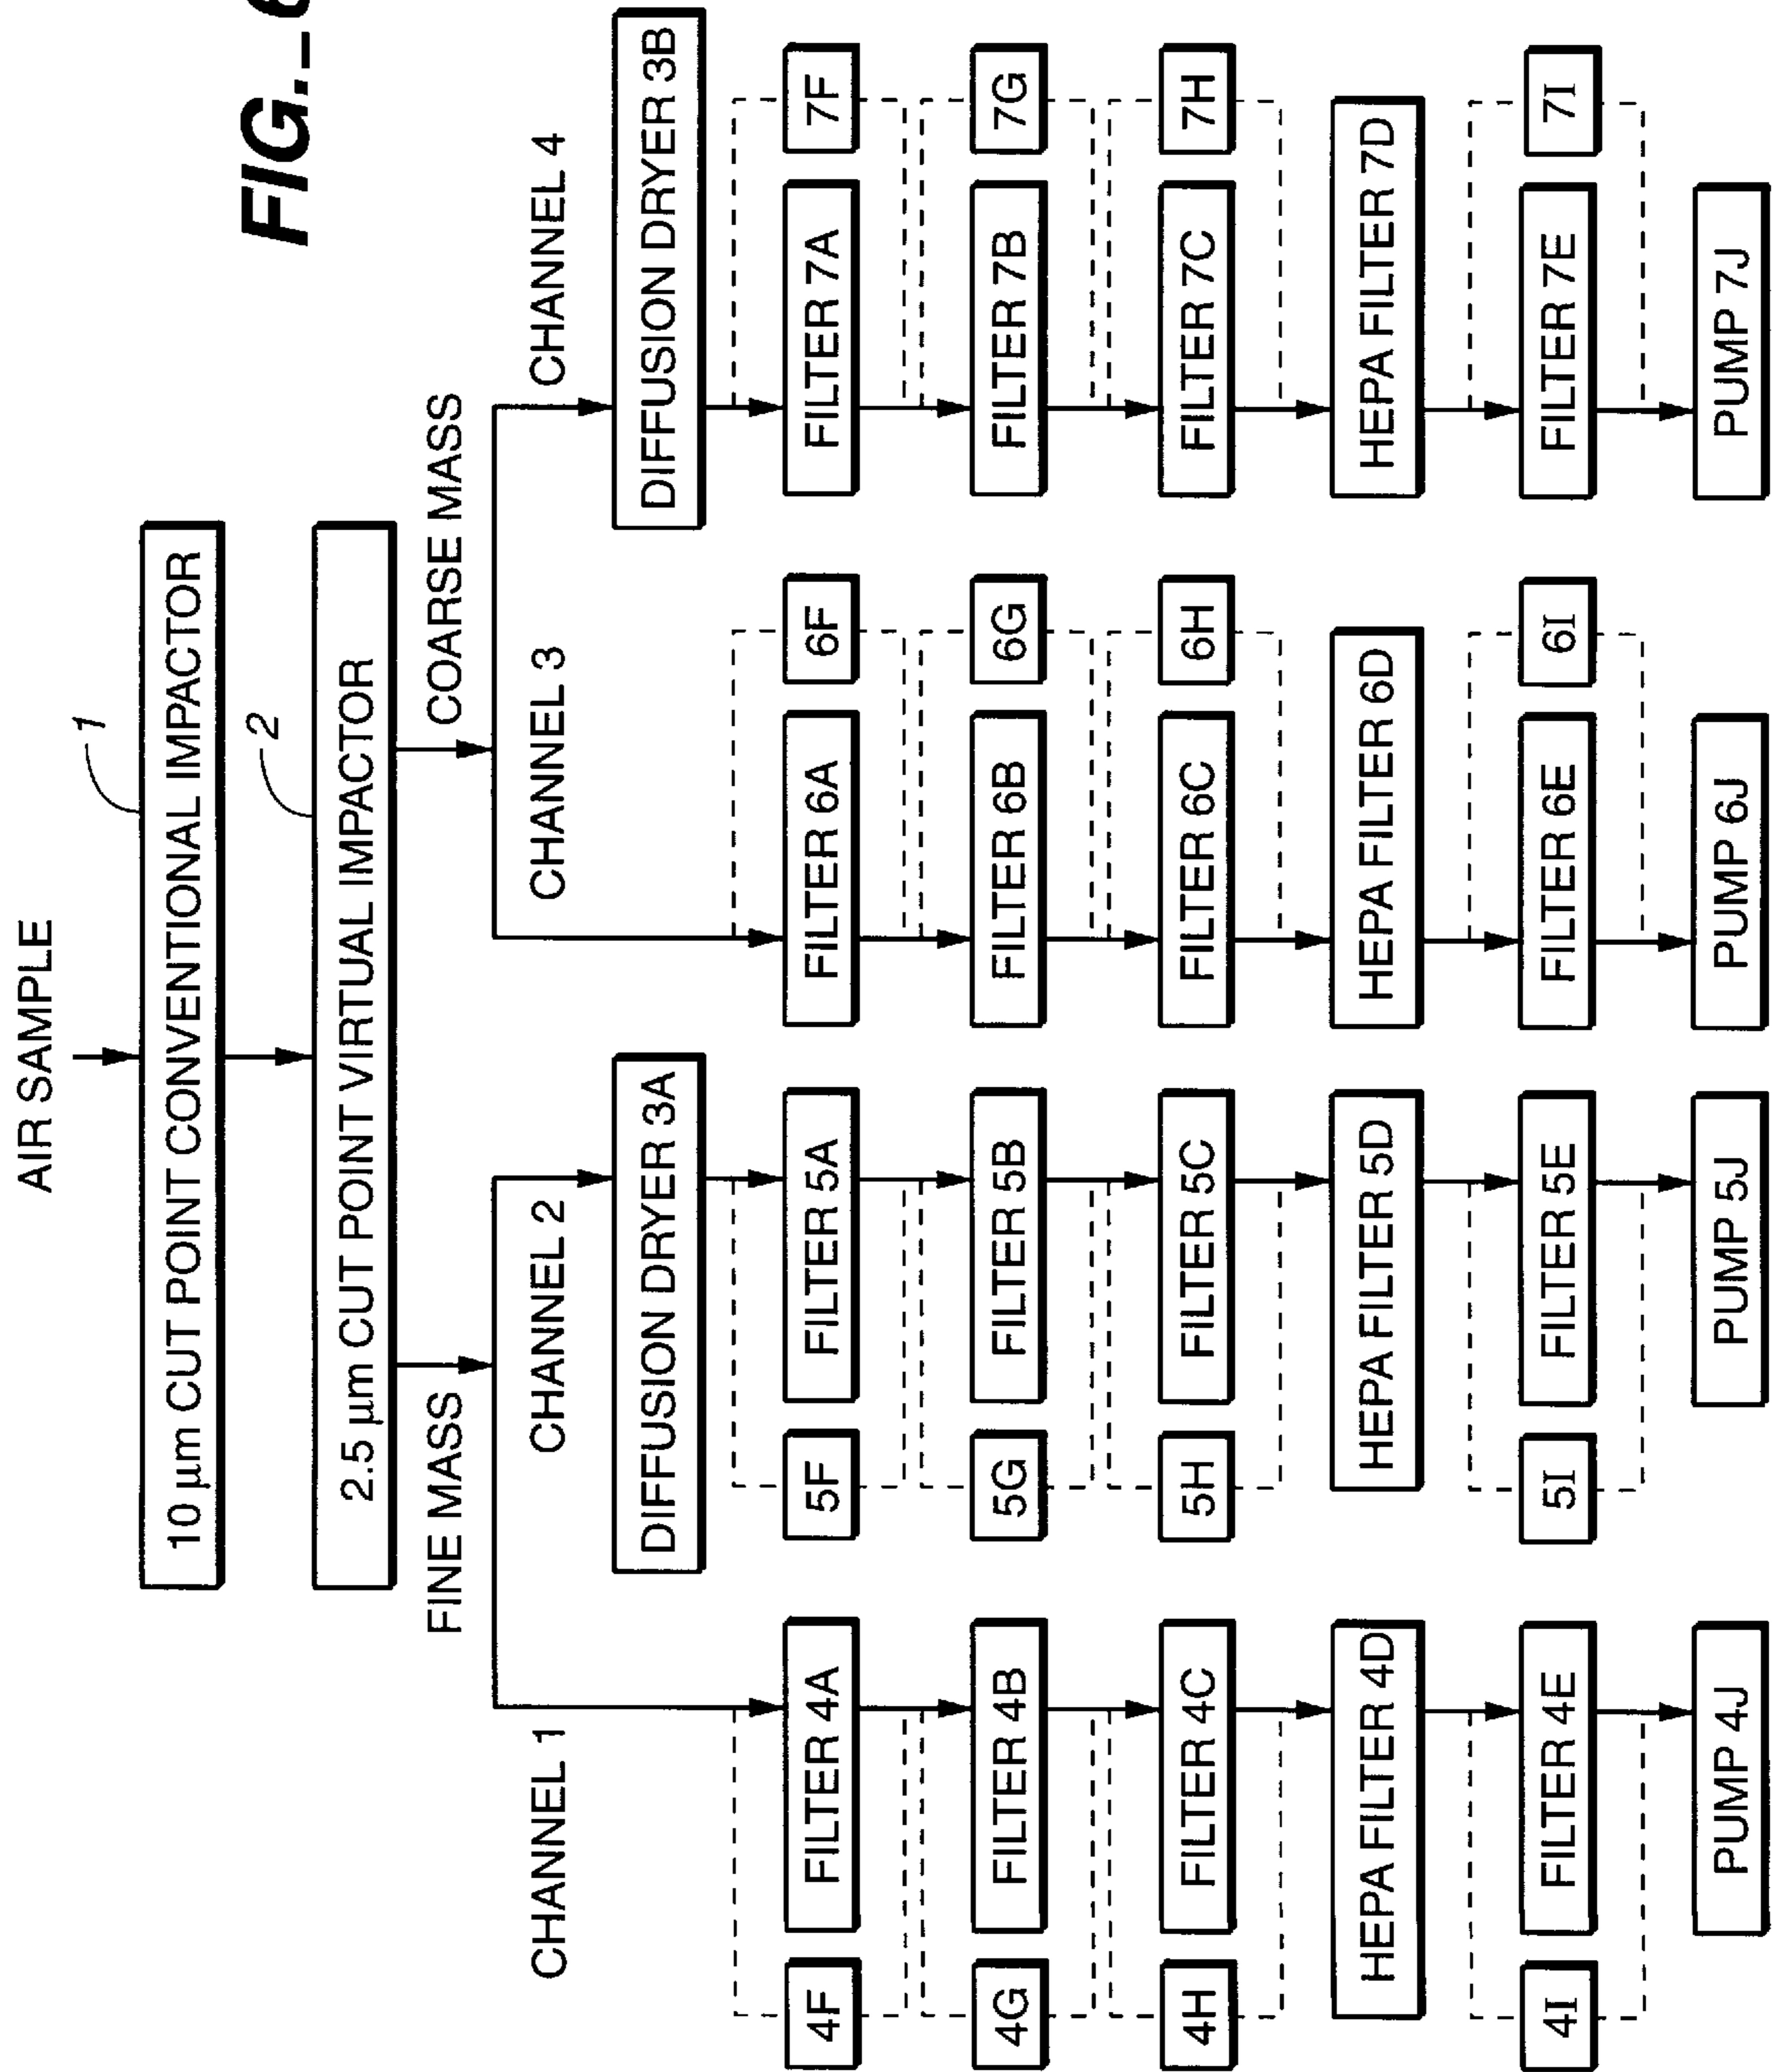 AIR SAMPLE
10 μm CUT POINT CONVENTIONAL IMPACTOR
1
2.5 μm CUT POINT VIRTUAL IMPACTOR
2
FINE MASS
COARSE MASS
CHANNEL 1
CHANNEL 2
CHANNEL 3
CHANNEL 4
DIFFUSION DRYER 3A
DIFFUSION DRYER 3B
4F
FILTER 4A
5F
FILTER 5A
FILTER 6A
6F
FILTER 7A
7F
4G
FILTER 4B
5G
FILTER 5B
FILTER 6B
6G
FILTER 7B
7G
4H
FILTER 4C
5H
FILTER 5C
FILTER 6C
6H
FILTER 7C
7H
HEPA FILTER 4D
HEPA FILTER 5D
HEPA FILTER 6D
HEPA FILTER 7D
4I
FILTER 4E
5I
FILTER 5E
FILTER 6E
6I
FILTER 7E
7I
PUMP 4J
PUMP 5J
PUMP 6J
PUMP 7J
FIG._